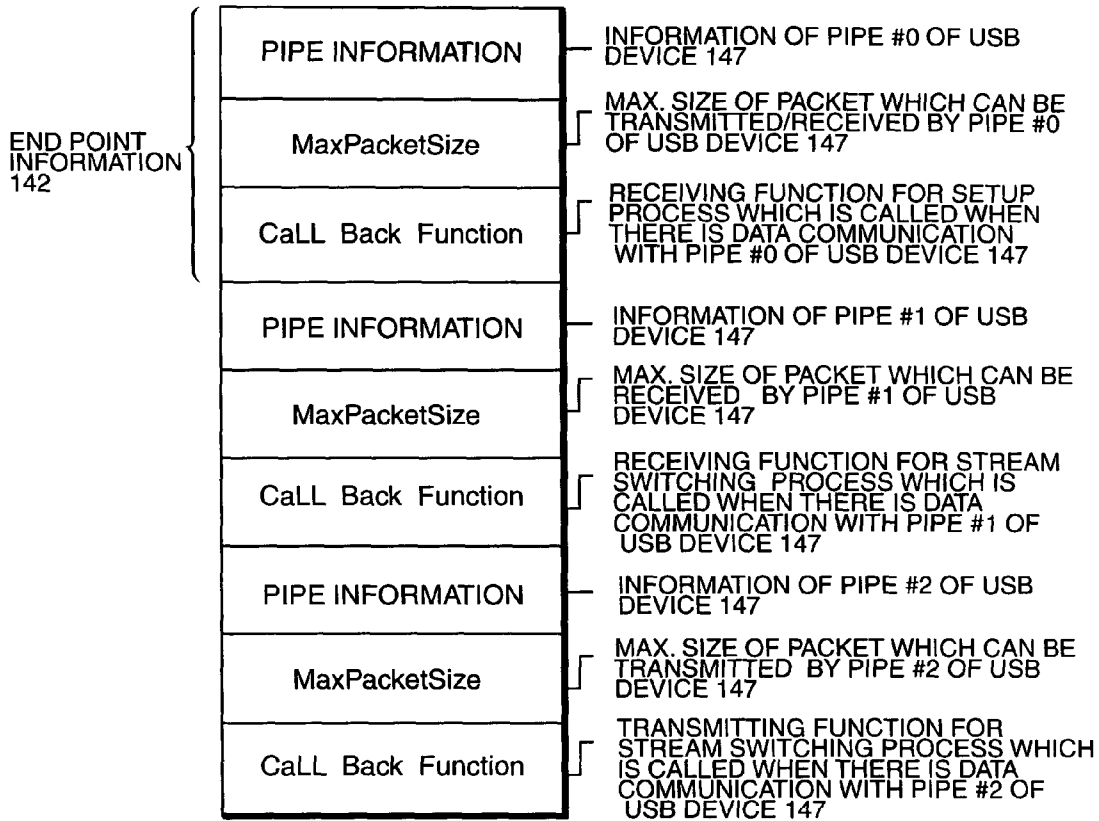 PIPE INFORMATION
INFORMATION OF PIPE #0 OF USB
DEVICE 147
END POINT
INFORMATION
142
MaxPacketSize
MAX. SIZE OF PACKET WHICH CAN BE
TRANSMITTED/RECEIVED BY PIPE #0
OF USB DEVICE 147
CaLL Back Function
RECEIVING FUNCTION FOR SETUP
PROCESS WHICH IS CALLED WHEN
THERE IS DATA COMMUNICATION
WITH PIPE #0 OF USB DEVICE 147
PIPE INFORMATION
INFORMATION OF PIPE #1 OF USB
DEVICE 147
MaxPacketSize
MAX. SIZE OF PACKET WHICH CAN BE
RECEIVED BY PIPE #1 OF USB
DEVICE 147
CaLL Back Function
RECEIVING FUNCTION FOR STREAM
SWITCHING PROCESS WHICH IS
CALLED WHEN THERE IS DATA
COMMUNICATION WITH PIPE #1 OF
USB DEVICE 147
PIPE INFORMATION
INFORMATION OF PIPE #2 OF USB
DEVICE 147
MaxPacketSize
MAX. SIZE OF PACKET WHICH CAN BE
TRANSMITTED BY PIPE #2 OF USB
DEVICE 147
CaLL Back Function
TRANSMITTING FUNCTION FOR
STREAM SWITCHING PROCESS WHICH
IS CALLED WHEN THERE IS DATA
COMMUNICATION WITH PIPE #2 OF
USB DEVICE 147